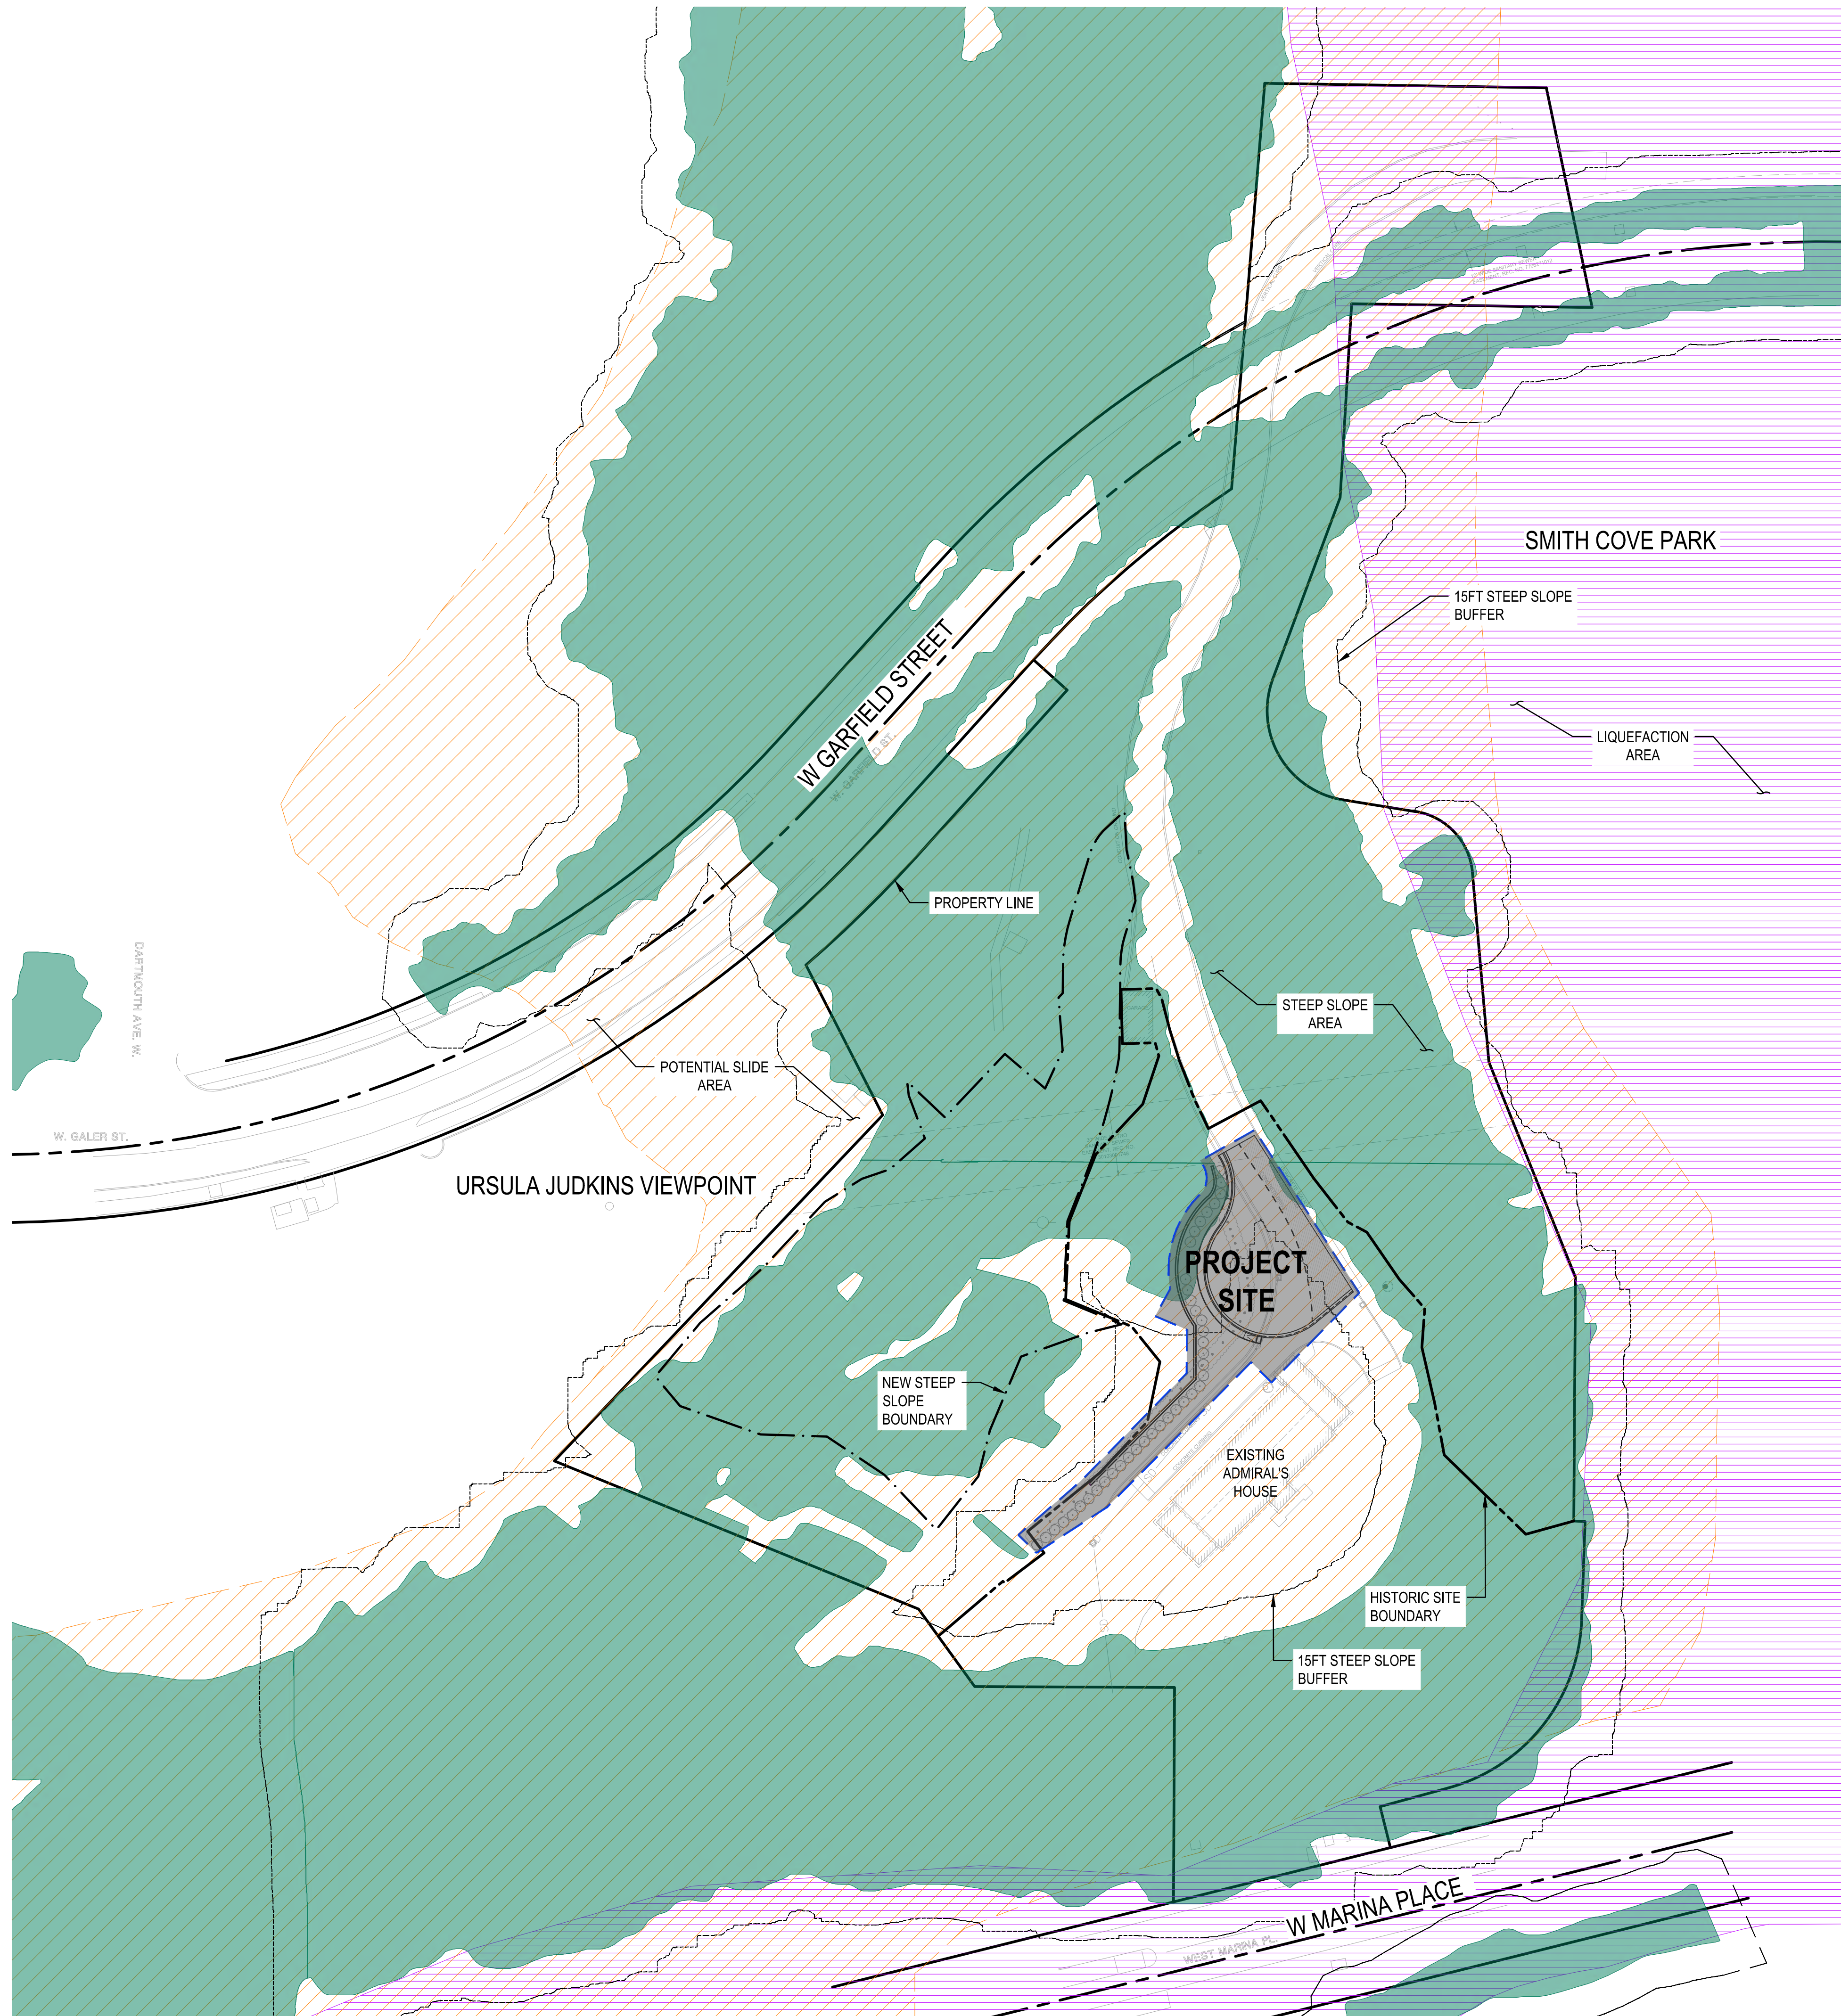 SMITH COVE PARK
15FT STEEP SLOPE
BUFFER
W GARFIELD STREET
W. GARFIELD ST.
LIQUEFACTION
AREA
PROPERTY LINE
DARTMOUTH AVE. W.
STEEP SLOPE
AREA
POTENTIAL SLIDE
AREA
W. GALER ST.
URSULA JUDKINS VIEWPOINT
PROJECT
SITE
NEW STEEP
SLOPE
BOUNDARY
EXISTING
ADMIRAL'S
HOUSE
HISTORIC SITE
BOUNDARY
15FT STEEP SLOPE
BUFFER
W MARINA PLACE
WEST MARINA PL.